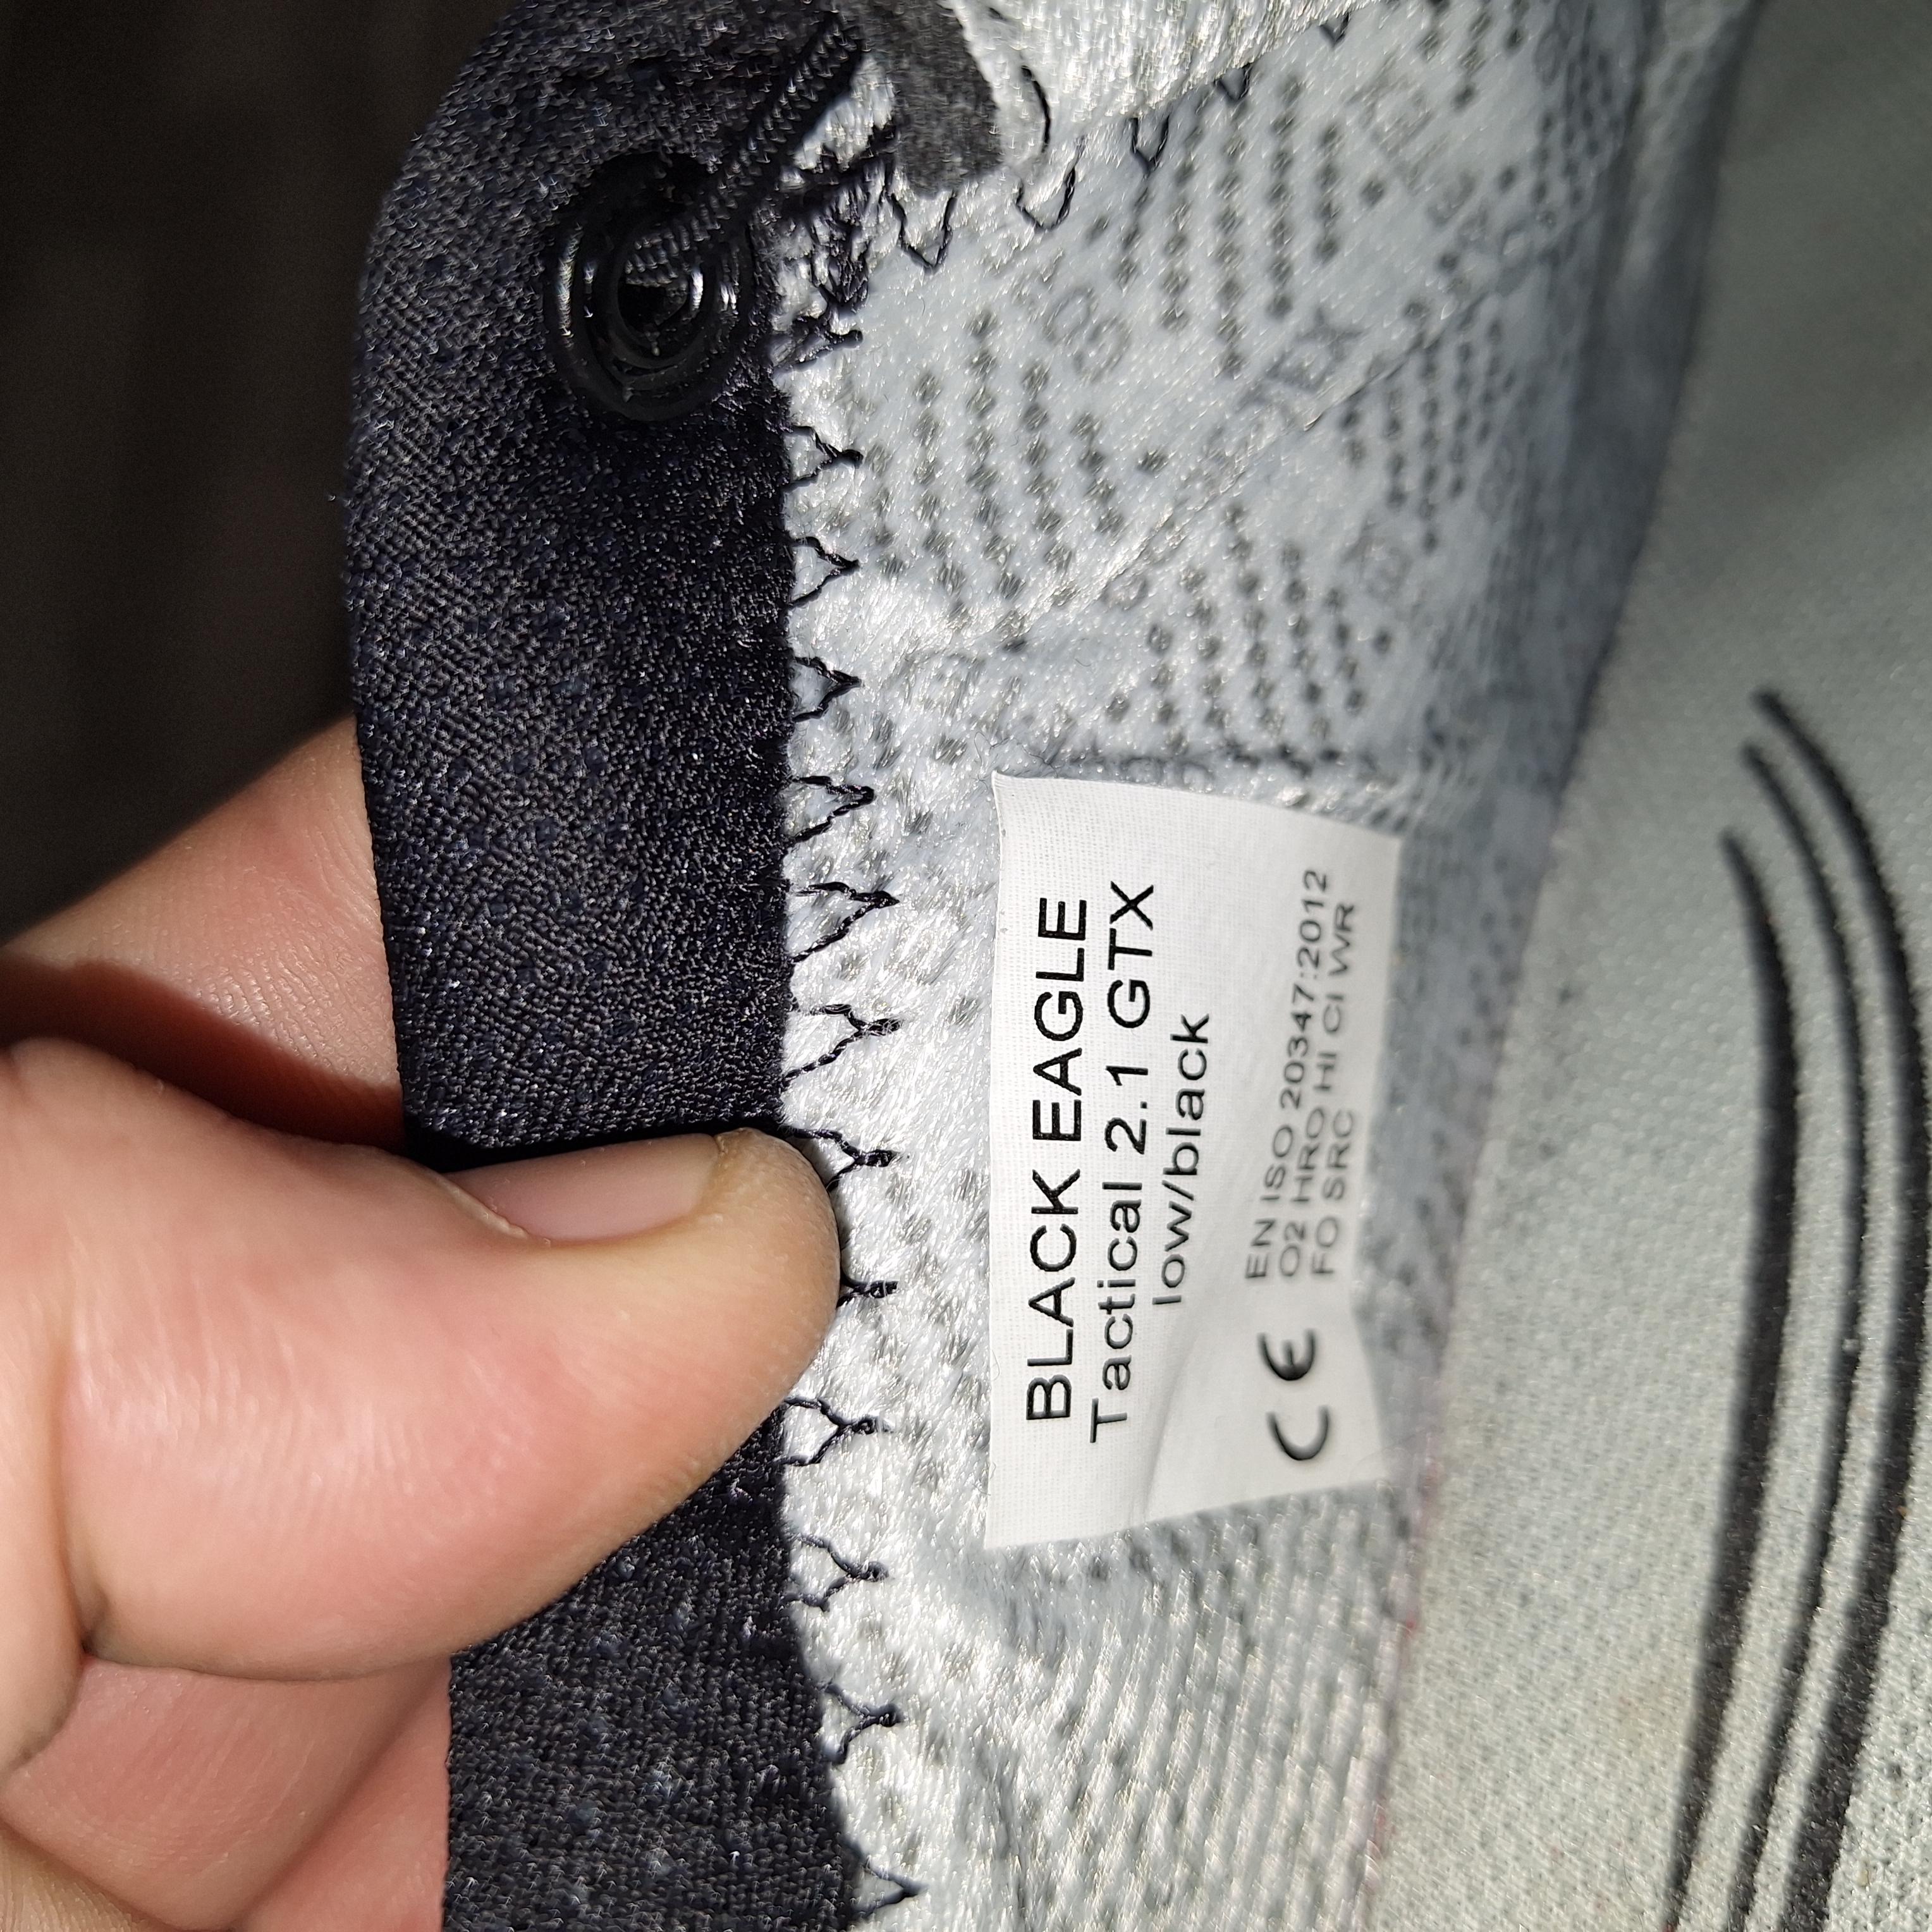 BLACK EAGLE
Tactical 2.1 GTX
low/black
CE
EN ISO 20347:2012
O2 HRO HI CI WR
FO SRC